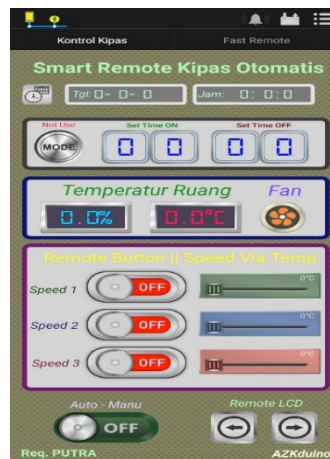 Kontrol Kipas Fast Remote
Smart Remote Kipas Otomatis
Tgl: 0- 0- 0 Jam: 0: 0: 0
Not Use Set Time ON Set Time OFF
MODE 0 0 0 0
Temperatur Ruang Fan
0.0% 0.0°C
Remote Button || Speed Via Temp
Speed 1 OFF 0°C
Speed 2 OFF 0°C
Speed 3 OFF 0°C
Auto - Manu Remote LCD
OFF
Req. PUTRA AZKduino